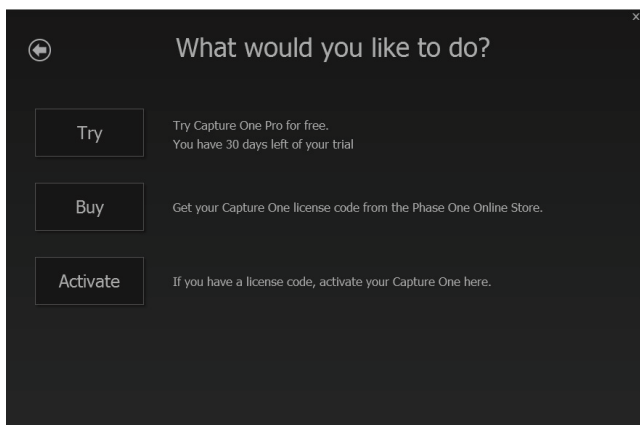 x
What would you like to do?
Try
Try Capture One Pro for free.
You have 30 days left of your trial
Buy
Get your Capture One license code from the Phase One Online Store.
Activate
If you have a license code, activate your Capture One here.